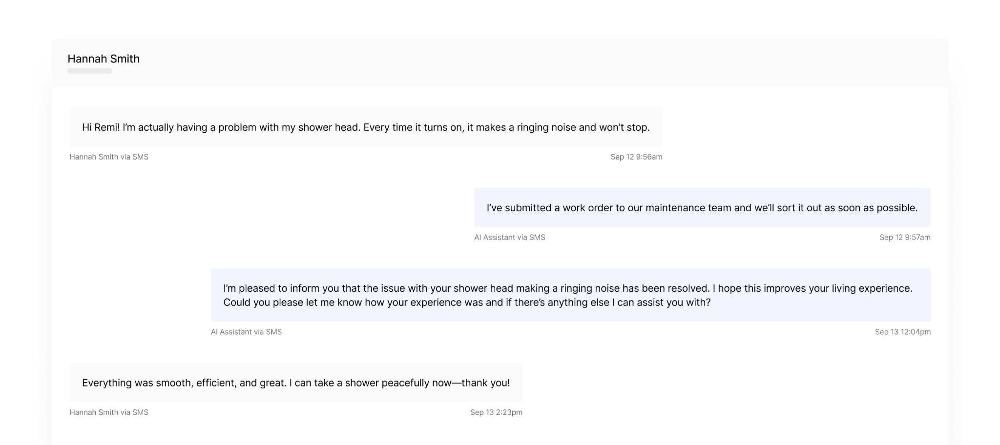 Hannah Smith
Hi Remi! I’m actually having a problem with my shower head. Every time it turns on, it makes a ringing noise and won’t stop.
Hannah Smith via SMS
Sep 12 9:56am
I’ve submitted a work order to our maintenance team and we’ll sort it out as soon as possible.
AI Assistant via SMS
Sep 12 9:57am
I’m pleased to inform you that the issue with your shower head making a ringing noise has been resolved. I hope this improves your living experience.
Could you please let me know how your experience was and if there’s anything else I can assist you with?
AI Assistant via SMS
Sep 13 12:04pm
Everything was smooth, efficient, and great. I can take a shower peacefully now—thank you!
Hannah Smith via SMS
Sep 13 2:23pm